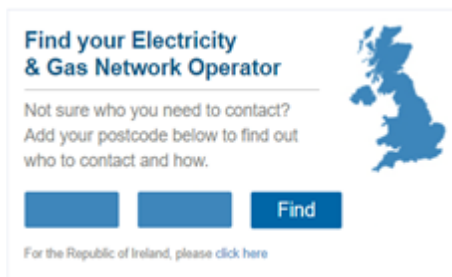 Find your Electricity
& Gas Network Operator
Not sure who you need to contact?
Add your postcode below to find out
who to contact and how.
Find
For the Republic of Ireland, please click here